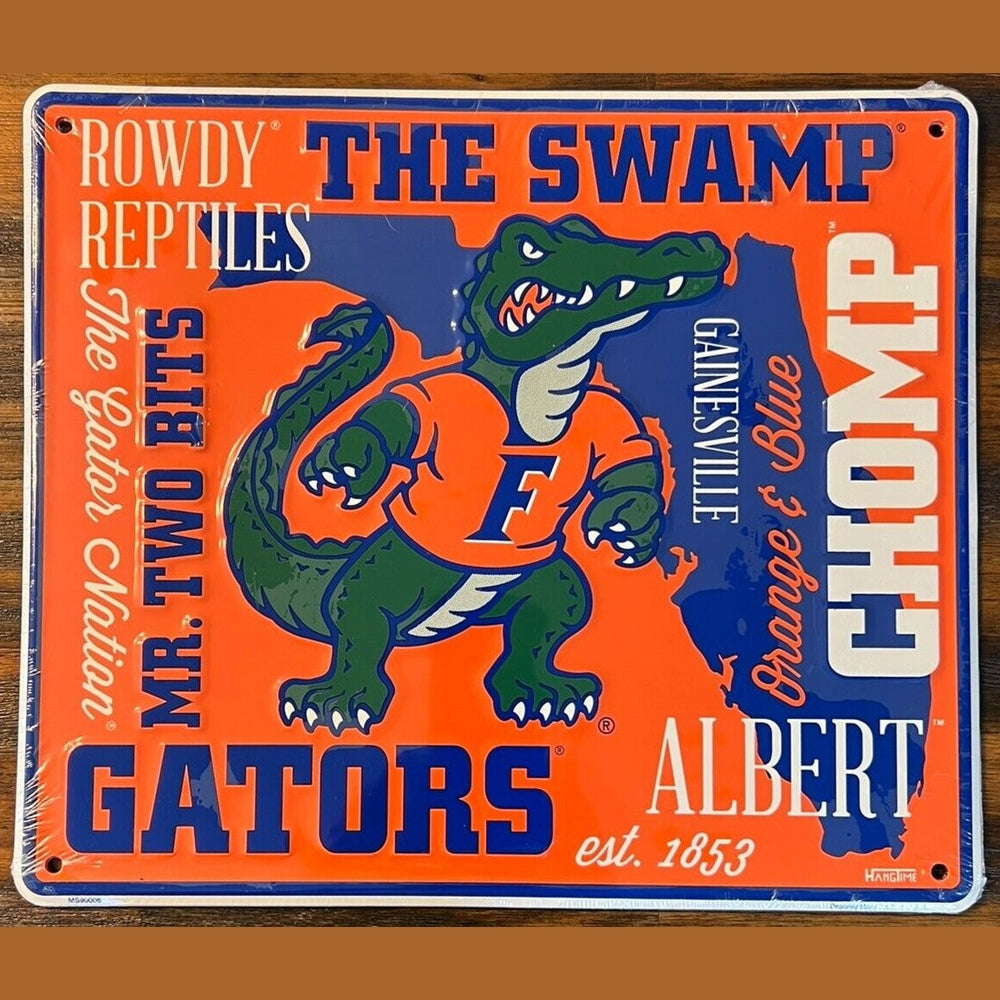 ROWDY®
REPTILES
THE SWAMP®
The Gator Nation®
MR. TWO BITS
F
GAINESVILLE
Orange & Blue
CHOMP™
GATORS®
®
ALBERT™
est. 1853
HANGTIME®